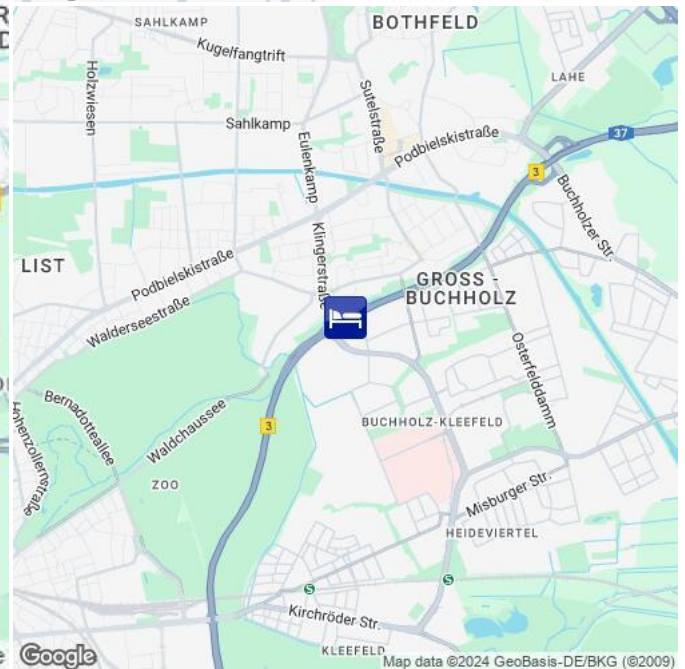 SAHLKAMP
BOTHFELD
Kugelfangtrift
Holzwiesen
Sutelstraße
LAHE
Sahlkamp
Eulenkamp
Podbielskistraße
37
3
Buchholzer Str.
Klingerstraße
LIST
Podbielskistraße
GROSS -
BUCHHOLZ
Walderseestraße
Osterfelddamm
Bernadotteallee
Hohenzollernstraße
Waldchaussee
3
BUCHHOLZ-KLEEFELD
ZOO
Misburger Str.
HEIDEVIERTEL
S
S
Kirchröder Str.
KLEEFELD
Google
Map data ©2024 GeoBasis-DE/BKG (©2009)